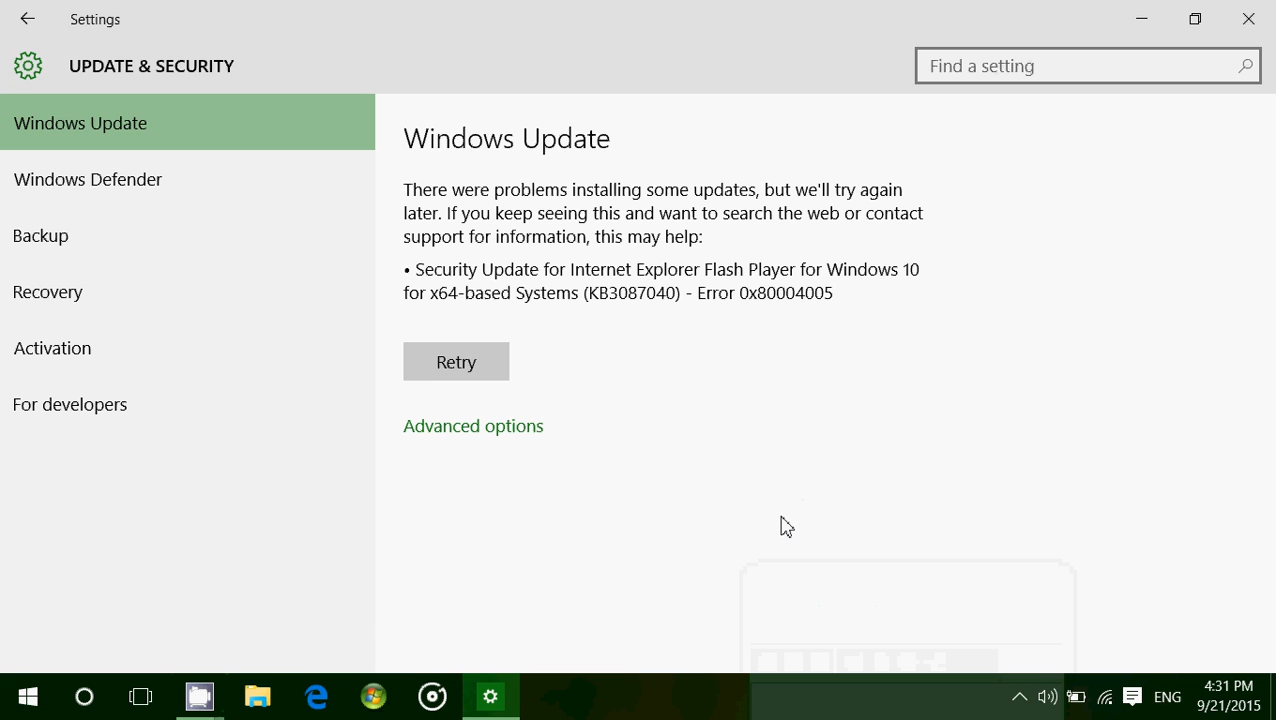 Settings
UPDATE & SECURITY
Find a setting
Windows Update
Windows Defender
Backup
Recovery
Activation
For developers
Windows Update
There were problems installing some updates, but we'll try again
later. If you keep seeing this and want to search the web or contact
support for information, this may help:
• Security Update for Internet Explorer Flash Player for Windows 10
for x64-based Systems (KB3087040) - Error 0x80004005
Retry
Advanced options
ENG
4:31 PM
9/21/2015